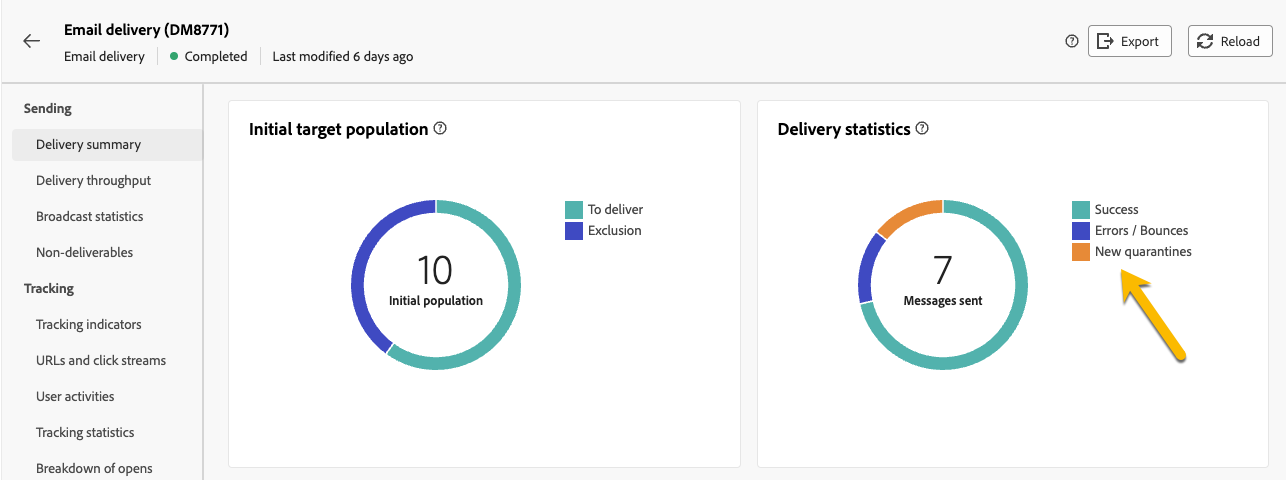 Email delivery (DM8771)
Email delivery
Completed
Last modified 6 days ago
Export
Reload
Sending
Delivery summary
Delivery throughput
Broadcast statistics
Non-deliverables
Tracking
Tracking indicators
URLs and click streams
User activities
Tracking statistics
Breakdown of opens
Initial target population
10
Initial population
To deliver
Exclusion
Delivery statistics
7
Messages sent
Success
Errors / Bounces
New quarantines